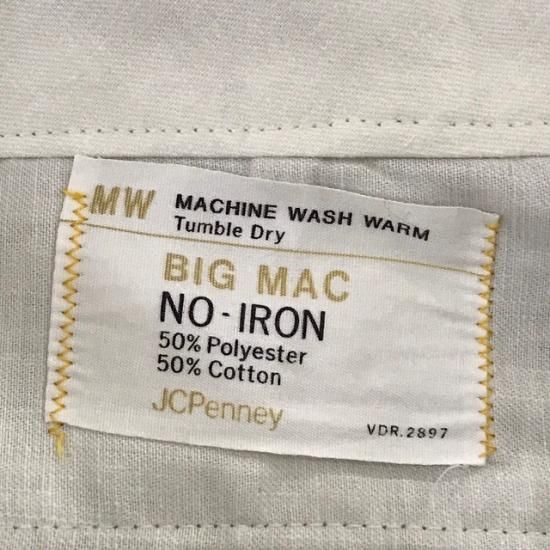 MW MACHINE WASH WARM
Tumble Dry
BIG MAC
NO-IRON
50% Polyester
50% Cotton
JCPenney
VDR.2897